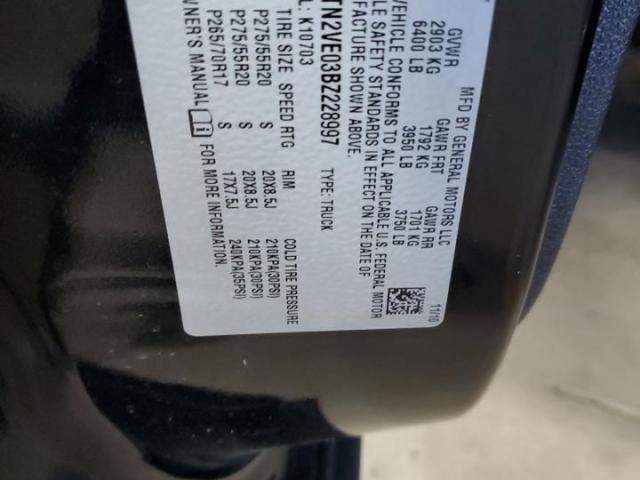 MFD BY GENERAL MOTORS LLC 11/10
GVWR GAWR FRT GAWR RR
2903 KG 1792 KG 1701 KG
6400 LB 3950 LB 3750 LB
VEHICLE CONFORMS TO ALL APPLICABLE U.S. FEDERAL MOTOR
LE SAFETY STANDARDS IN EFFECT ON THE DATE OF
FACTURE SHOWN ABOVE.
TN2VE03BZ228997 TYPE: TRUCK
L: K10703
TIRE SIZE SPEED RTG RIM COLD TIRE PRESSURE
P275/55R20 S 20X8.5J 210KPA(30PSI)
P275/55R20 S 20X8.5J 210KPA(30PSI)
P265/70R17 S 17X7.5J 240KPA(35PSI)
WNER'S MANUAL FOR MORE INFORMATION.